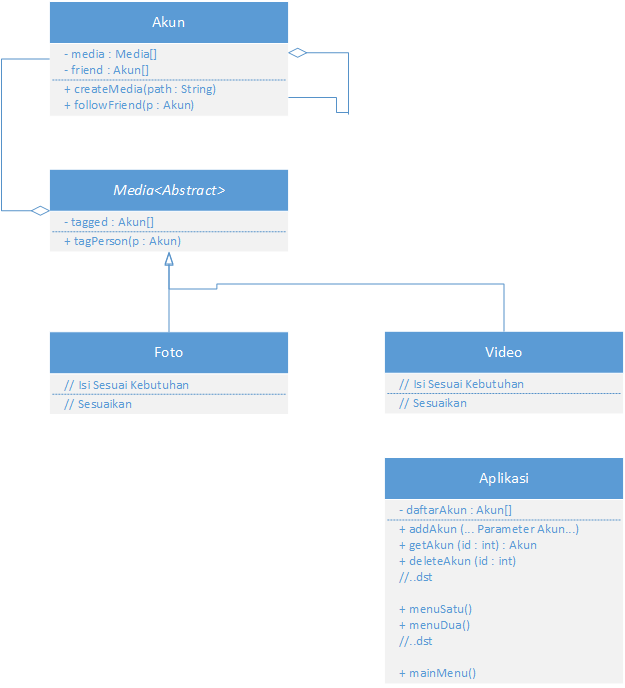 Akun
- media : Media[]
- friend : Akun[]
+ createMedia(path : String)
+ followFriend(p : Akun)
Media<Abstract>
- tagged : Akun[]
+ tagPerson(p : Akun)
Foto
// Isi Sesuai Kebutuhan
// Sesuaikan
Video
// Isi Sesuai Kebutuhan
// Sesuaikan
Aplikasi
- daftarAkun : Akun[]
+ addAkun (... Parameter Akun...)
+ getAkun (id : int) : Akun
+ deleteAkun (id : int)
//..dst
+ menuSatu()
+ menuDua()
//..dst
+ mainMenu()